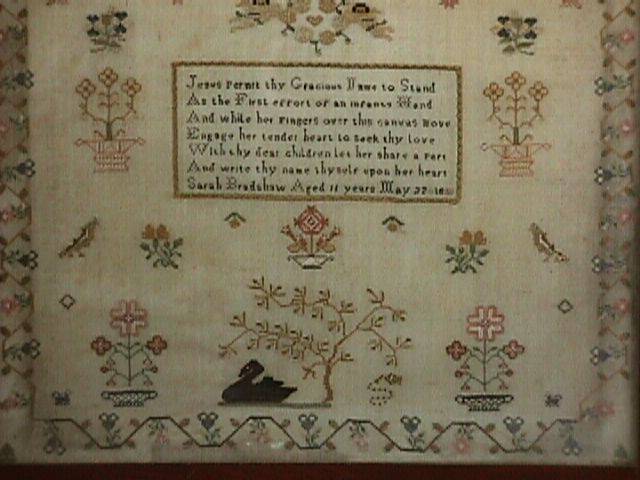 Jesus Permit thy Gracious Name to Stand
As the First effort of an infants Hand
And while her Fingers over this canvas move
Engage her tender heart to seek thy Love
With thy dear children let her share a Part
And write thy name thyself upon her heart
Sarah Bradshaw Aged 11 years May 27